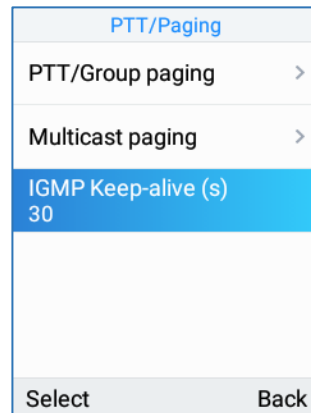 PTT/Paging
PTT/Group paging
Multicast paging
IGMP Keep-alive (s)
30
Select Back